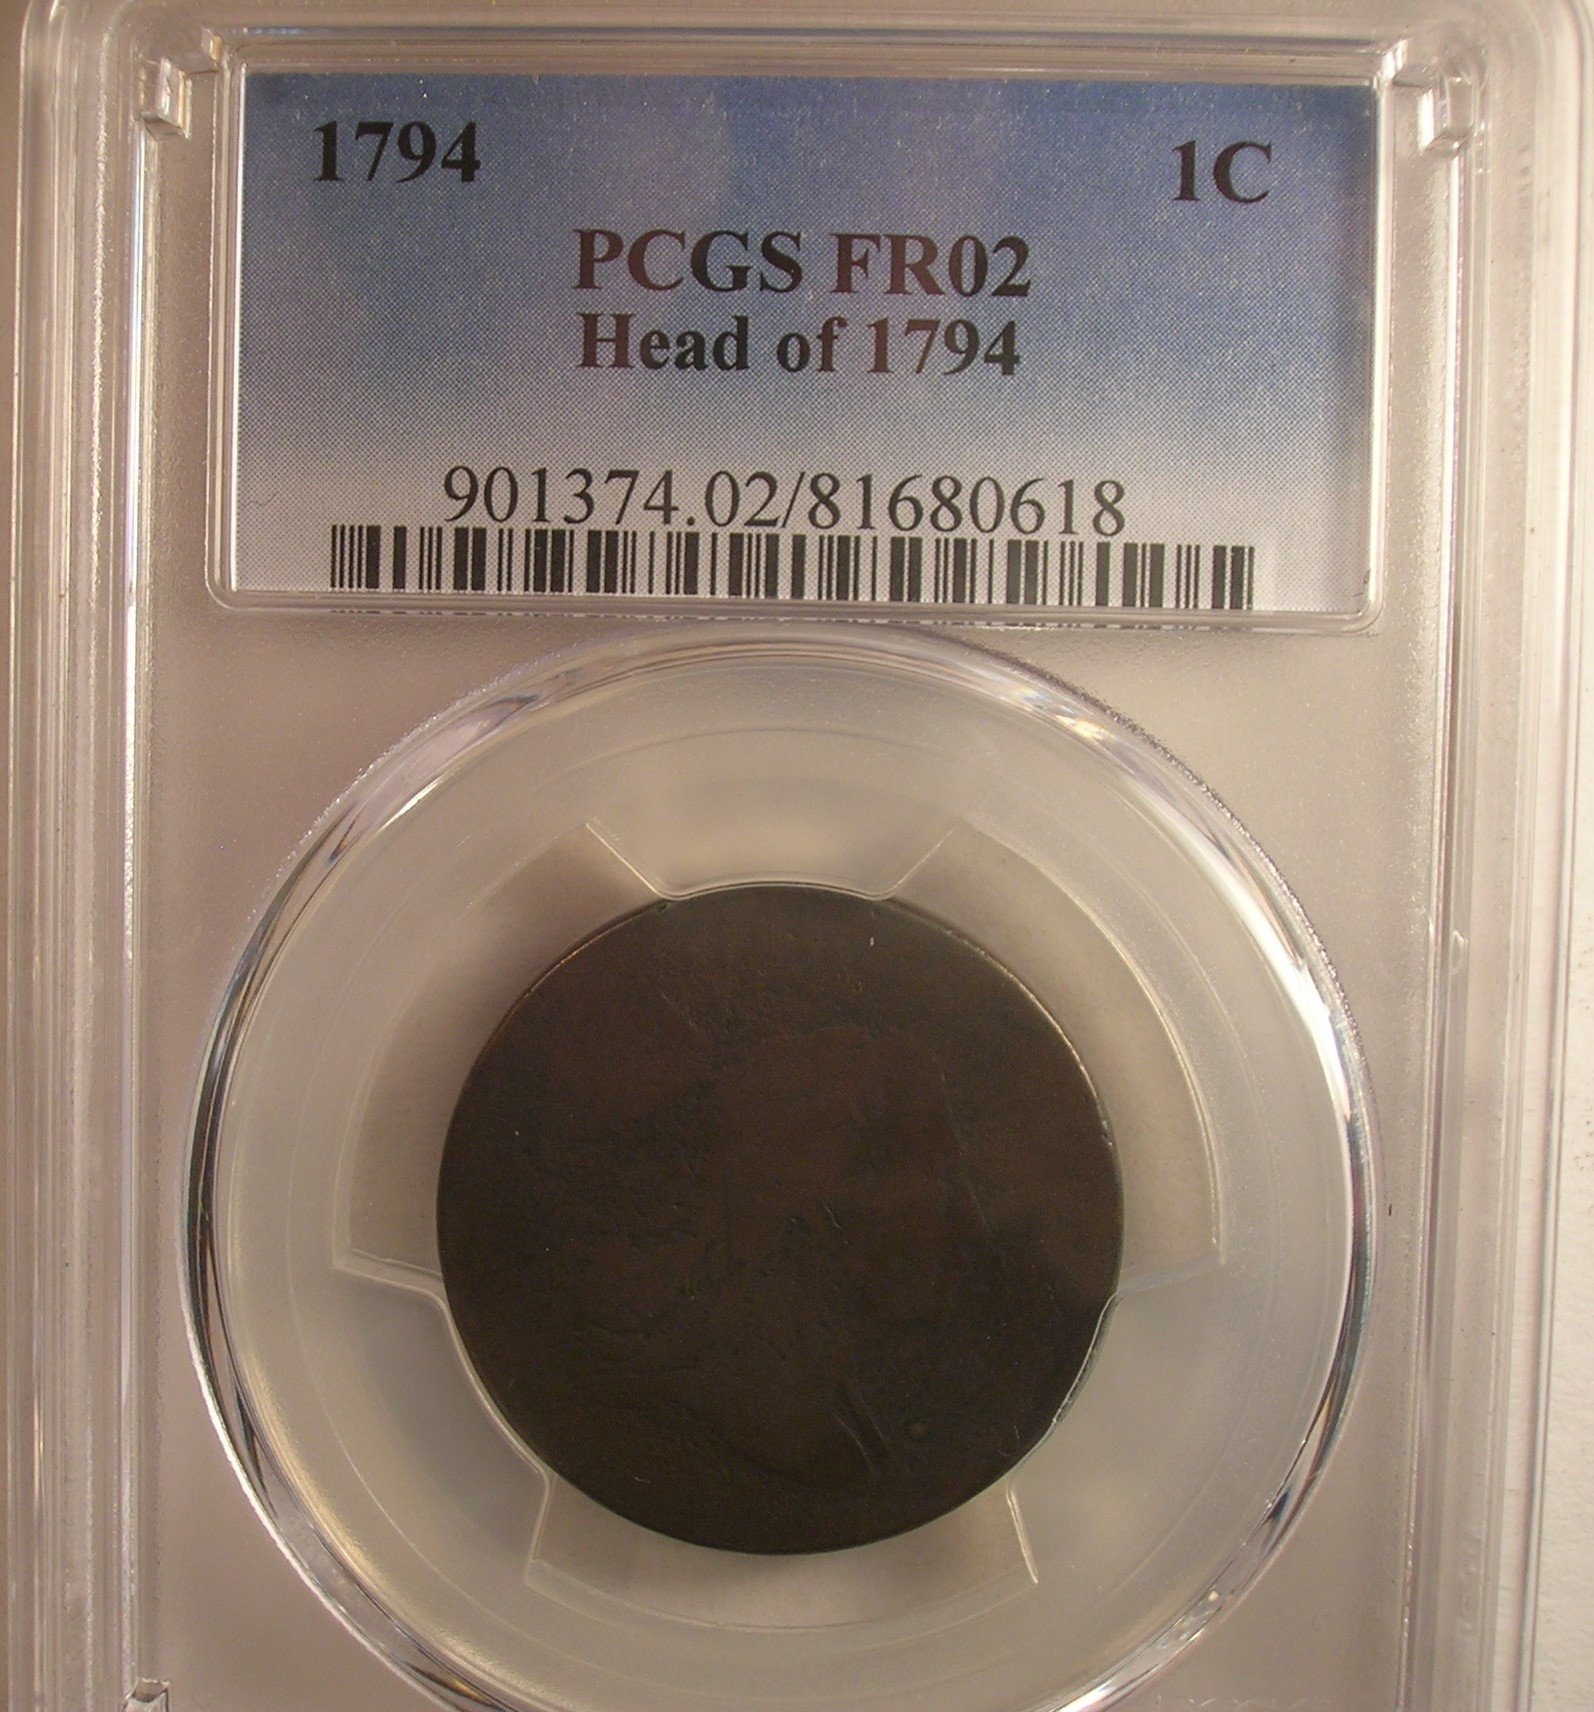 1794 1C
PCGS FR02
Head of 1794
901374.02/81680618